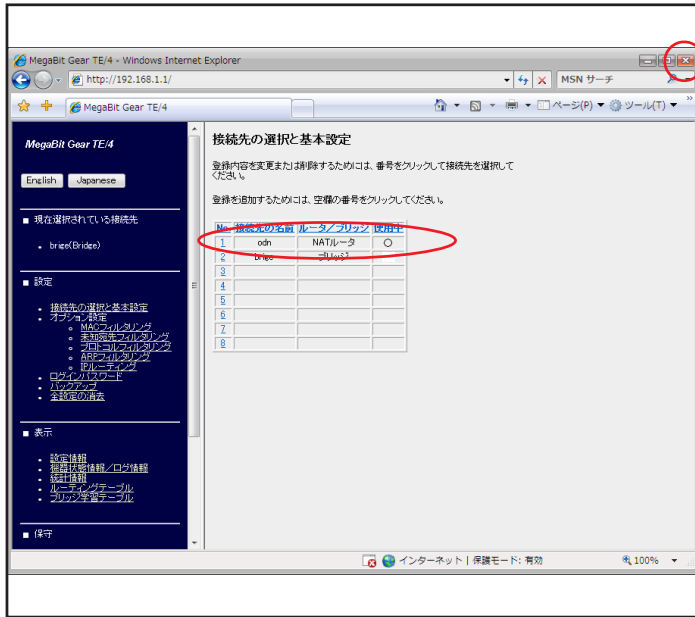 MegaBit Gear TE/4 - Windows Internet Explorer
http://192.168.1.1/
MSN サーチ
MegaBit Gear TE/4
ページ(P)
ツール(T)
»
MegaBit Gear TE/4
English
Japanese
■ 現在選択されている接続先
• brige(Bridge)
■ 設定
• 接続先の選択と基本設定
• オプション設定
MACフィルタリング
未知宛先フィルタリング
プロトコルフィルタリング
ARPフィルタリング
IPルーティング
• ログインパスワード
• バックアップ
• 全設定の消去
■ 表示
• 設定情報
• 機器状態情報/ログ情報
• 統計情報
• ルーティングテーブル
• ブリッジ学習テーブル
■ 保守
接続先の選択と基本設定
登録内容を変更または削除するためには、番号をクリックして接続先を選択して
ください。
登録を追加するためには、空欄の番号をクリックしてください。
No 接続先の名前 ルータ/ブリッジ 使用中
1 odn NATルータ ○
2 brige ブリッジ
3
4
5
6
7
8
インターネット | 保護モード: 有効
100%